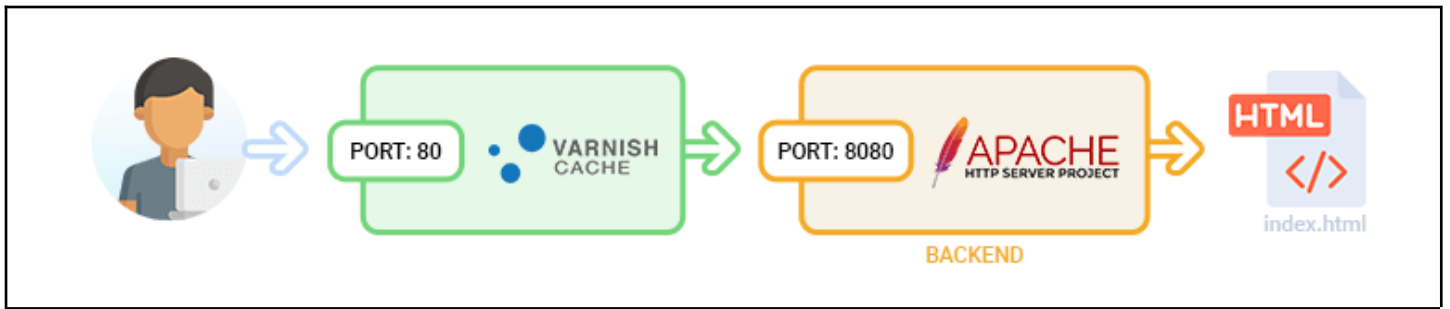 PORT: 80
VARNISH
CACHE
PORT: 8080
APACHE
HTTP SERVER PROJECT
BACKEND
HTML
</>
index.html